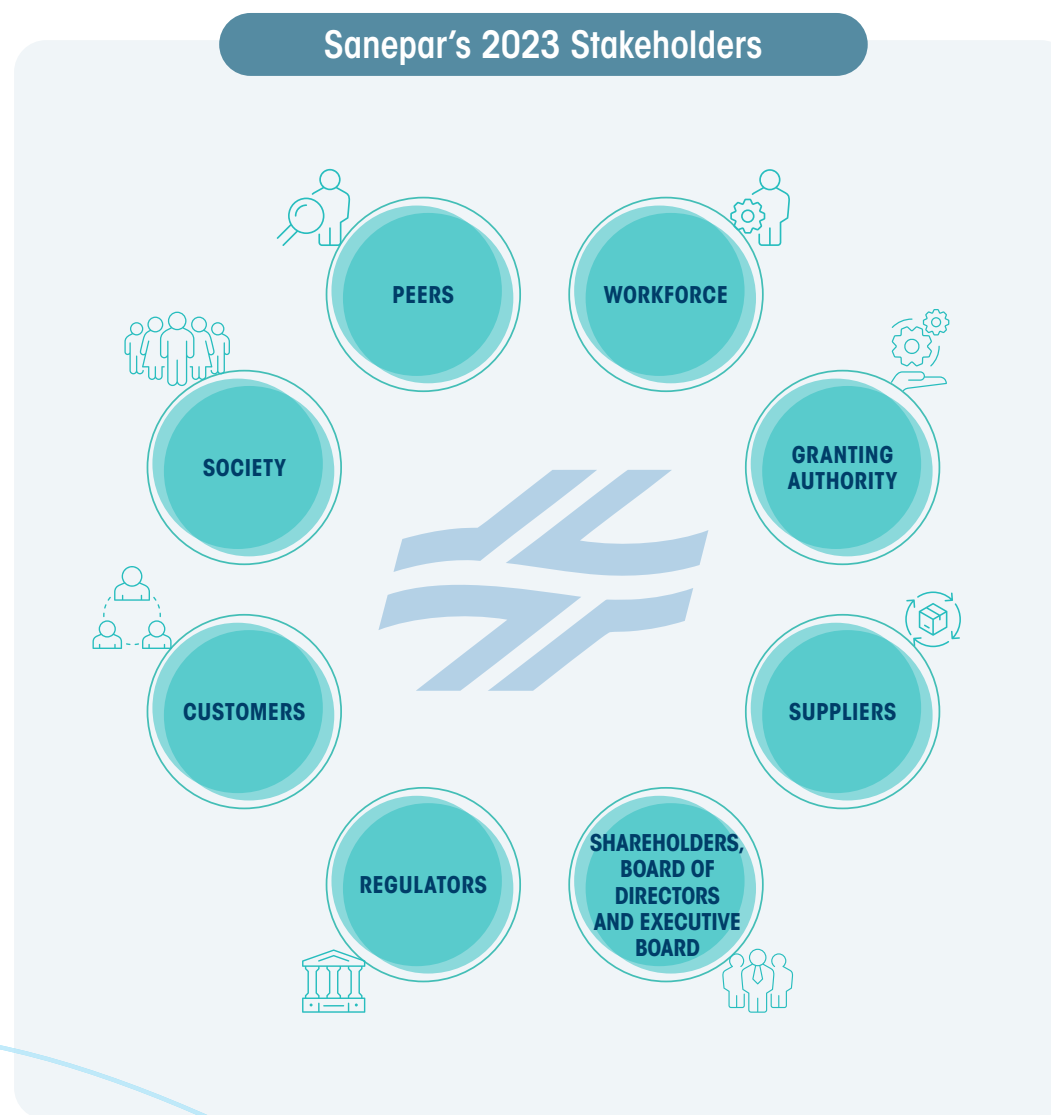 Sanepar's 2023 Stakeholders
PEERS
WORKFORCE
SOCIETY
GRANTING
AUTHORITY
CUSTOMERS
SUPPLIERS
REGULATORS
SHAREHOLDERS,
BOARD OF
DIRECTORS
AND EXECUTIVE
BOARD